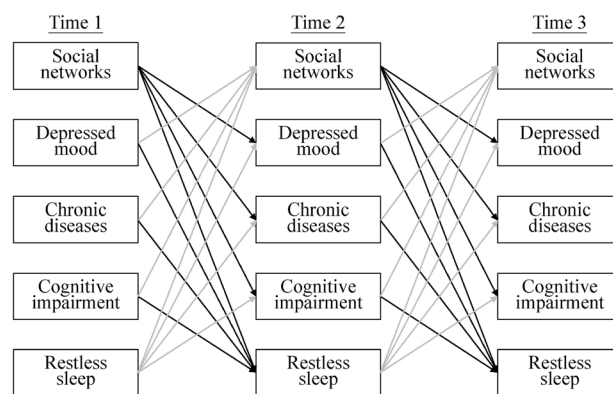 Time 1 Time 2 Time 3
Social Social Social
networks networks networks
Depressed Depressed Depressed
mood mood mood
Chronic Chronic Chronic
diseases diseases diseases
Cognitive Cognitive Cognitive
impairment impairment impairment
Restless Restless Restless
sleep sleep sleep